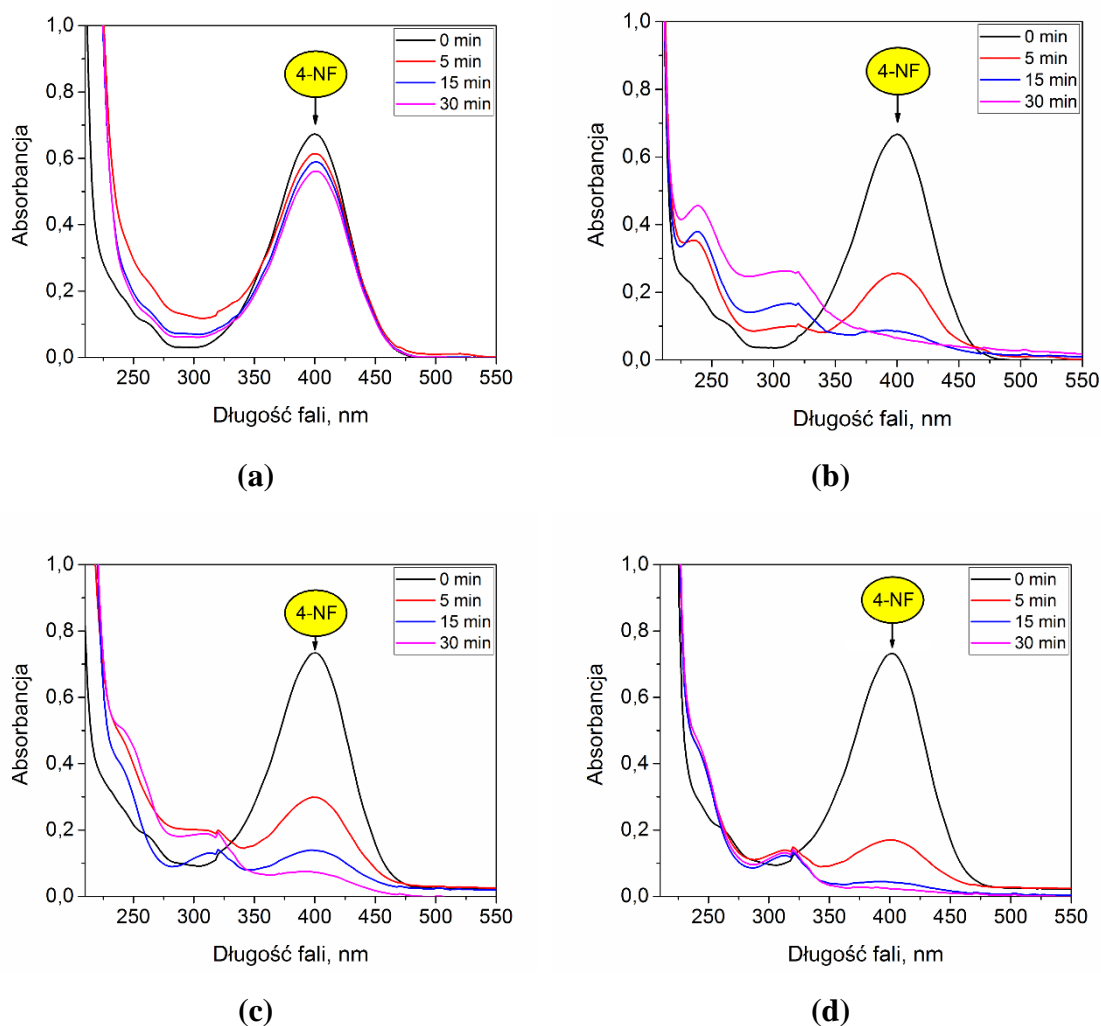 1,0
0,8
0,6
0,4
0,2
0,0
Absorbancja
4-NF
0 min
5 min
15 min
30 min
250 300 350 400 450 500 550
Długość fali, nm
(a)
1,0
0,8
0,6
0,4
0,2
0,0
Absorbancja
4-NF
0 min
5 min
15 min
30 min
250 300 350 400 450 500 550
Długość fali, nm
(b)
1,0
0,8
0,6
0,4
0,2
0,0
Absorbancja
4-NF
0 min
5 min
15 min
30 min
250 300 350 400 450 500 550
Długość fali, nm
(c)
1,0
0,8
0,6
0,4
0,2
0,0
Absorbancja
4-NF
0 min
5 min
15 min
30 min
250 300 350 400 450 500 550
Długość fali, nm
(d)